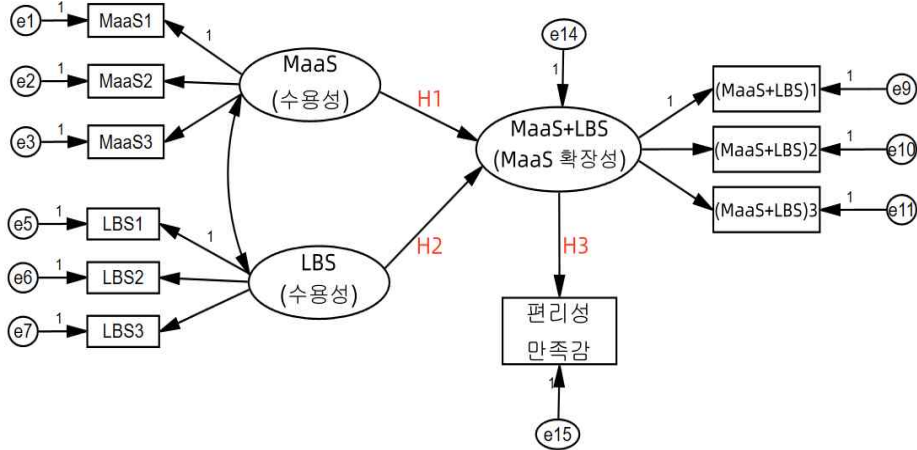 e1
1
MaaS1
1
e2
1
MaaS2
e3
1
MaaS3
MaaS
(수용성)
H1
e14
1
MaaS+LBS
(MaaS 확장성)
1
(MaaS+LBS)1
1
e9
(MaaS+LBS)2
1
e10
(MaaS+LBS)3
1
e11
e5
1
LBS1
1
e6
1
LBS2
e7
1
LBS3
LBS
(수용성)
H2
H3
편리성
만족감
1
e15